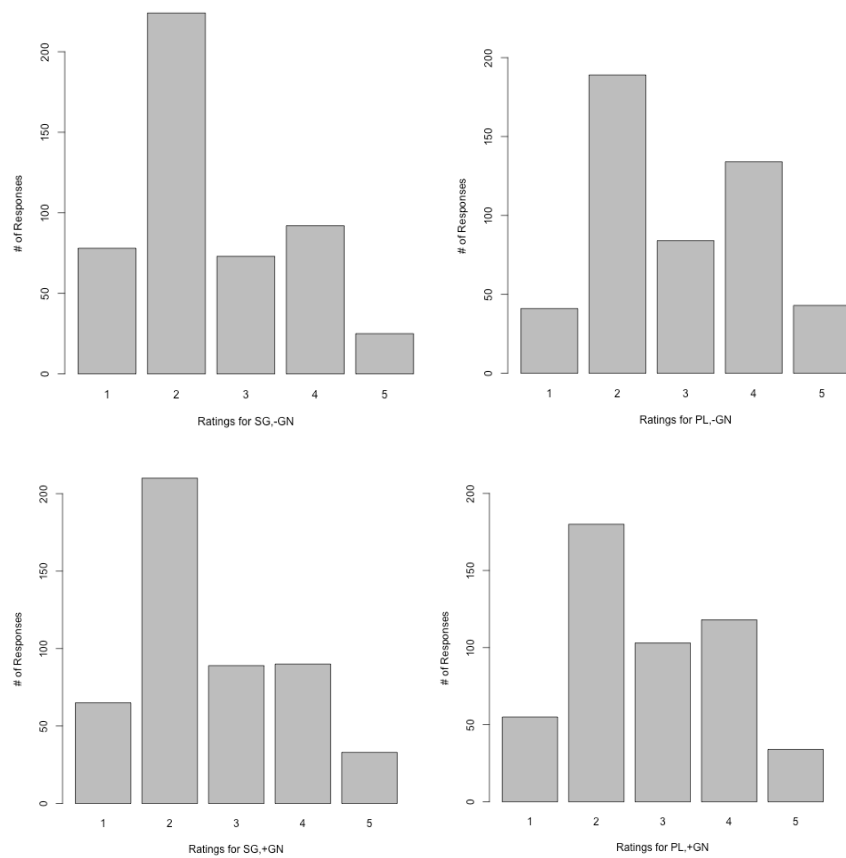 200
150
100
50
0
# of Responses
1 2 3 4 5
Ratings for SG,-GN
200
150
100
50
0
# of Responses
1 2 3 4 5
Ratings for PL,-GN
200
150
100
50
0
# of Responses
1 2 3 4 5
Ratings for SG,+GN
200
150
100
50
0
# of Responses
1 2 3 4 5
Ratings for PL,+GN